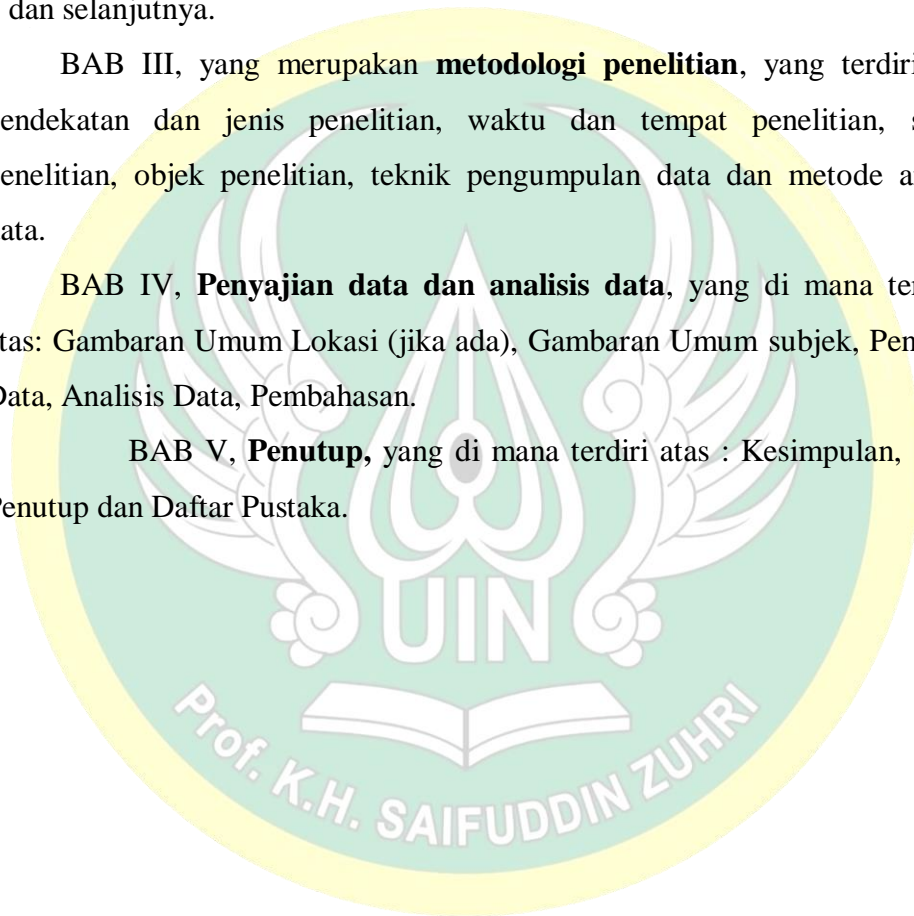 dan selanjutnya.
BAB III, yang merupakan metodologi penelitian, yang terdiri
endekatan dan jenis penelitian, waktu dan tempat penelitian, s
enelitian, objek penelitian, teknik pengumpulan data dan metode a
ata.
BAB IV, Penyajian data dan analisis data, yang di mana ter
tas: Gambaran Umum Lokasi (jika ada), Gambaran Umum subjek, Pen
Data, Analisis Data, Pembahasan.
BAB V, Penutup, yang di mana terdiri atas : Kesimpulan,
Penutup dan Daftar Pustaka.
UIN
Prof. K.H. SAIFUDDIN ZUHRI